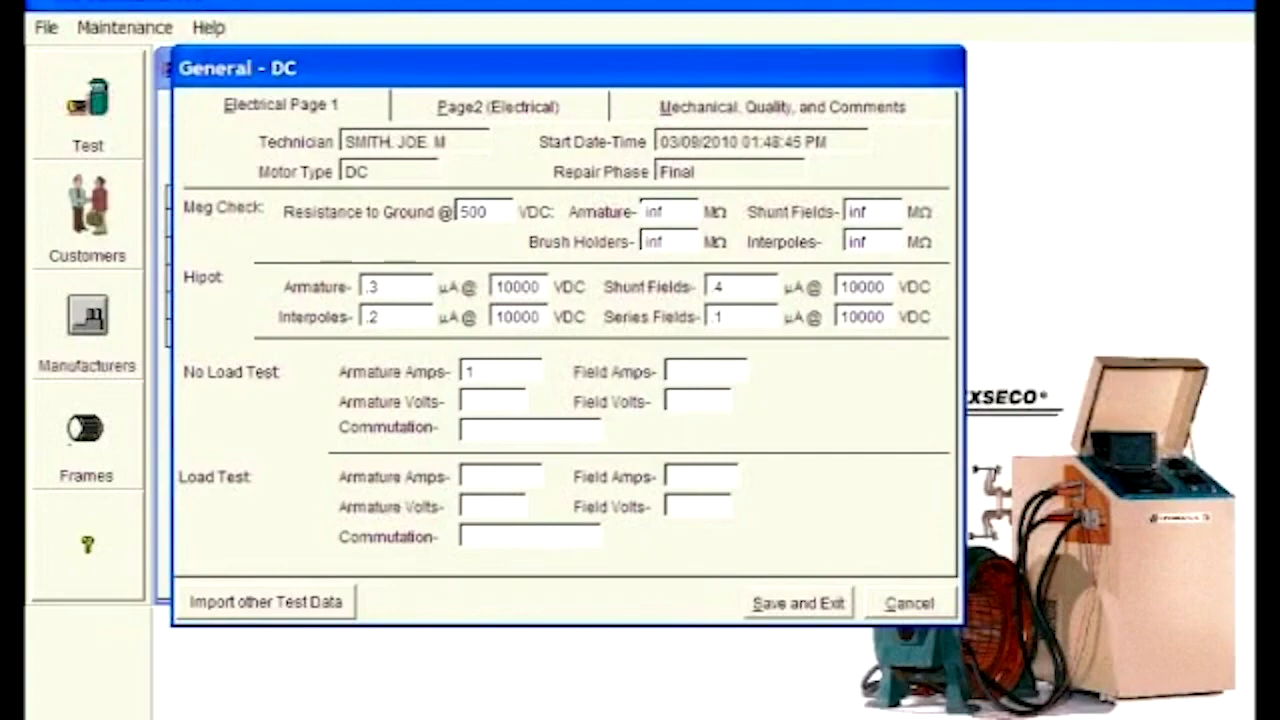 File Maintenance Help
General - DC
Electrical Page 1 Page2 (Electrical) Mechanical, Quality, and Comments
Test
Technician SMITH, JOE. M Start Date-Time 03/09/2010 01:48:45 PM
Motor Type DC Repair Phase Final
Meg Check: Resistance to Ground @ 500 VDC: Armature- inf MΩ Shunt Fields- inf MΩ
Brush Holders- inf MΩ Interpoles- inf MΩ
Customers
Hipot: Armature- .3 µA @ 10000 VDC Shunt Fields- .4 µA @ 10000 VDC
Interpoles- .2 µA @ 10000 VDC Series Fields- .1 µA @ 10000 VDC
Manufacturers
No Load Test: Armature Amps- 1 Field Amps-
Armature Volts- Field Volts-
Commutation-
XSECO®
Frames
Load Test: Armature Amps- Field Amps-
Armature Volts- Field Volts-
Commutation-
?
Import other Test Data Save and Exit Cancel